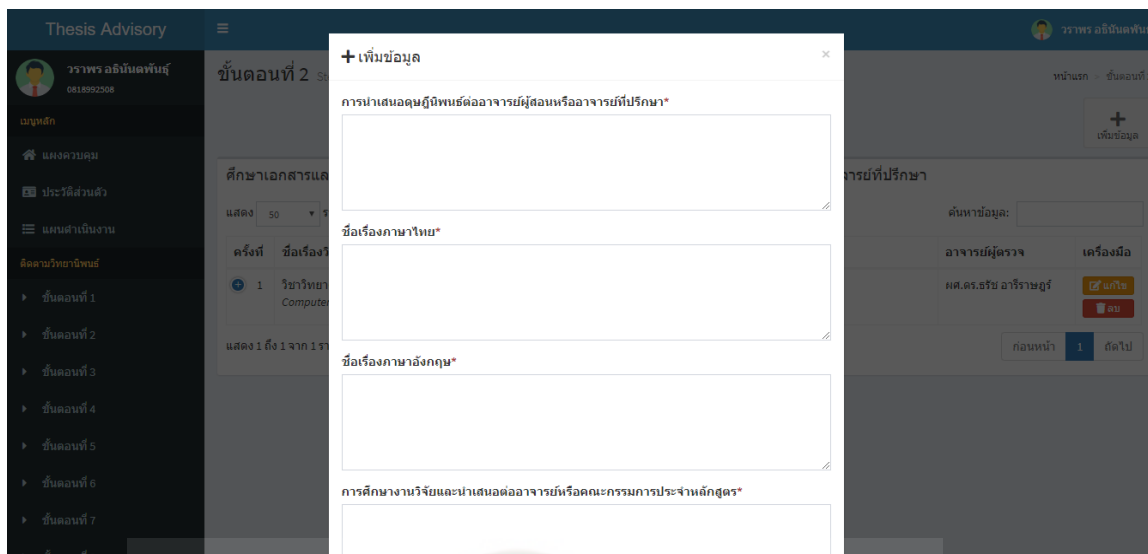 Thesis Advisory
วราพร อธินันตพันธุ์
วราพร อธินันตพันธุ์
0818992508
เมนูหลัก
แผงควบคุม
ประวัติส่วนตัว
แผนดำเนินงาน
ติดตามวิทยานิพนธ์
ขั้นตอนที่ 1
ขั้นตอนที่ 2
ขั้นตอนที่ 3
ขั้นตอนที่ 4
ขั้นตอนที่ 5
ขั้นตอนที่ 6
ขั้นตอนที่ 7
ขั้นตอนที่ 2
หน้าแรก > ขั้นตอนที่
เพิ่มข้อมูล
ศึกษาเอกสารและ
จารย์ที่ปรึกษา
แสดง 50
ค้นหาข้อมูล:
ครั้งที่ ชื่อเรื่อง
อาจารย์ผู้ตรวจ เครื่องมือ
1 วิชาวิทยา
Computer
ผศ.ดร.ธรัช อารีราษฎร์ แก้ไข
ลบ
แสดง 1 ถึง 1 จาก 1
ก่อนหน้า 1 ถัดไป
เพิ่มข้อมูล ×
การนำเสนอดุษฎีนิพนธ์ต่ออาจารย์ผู้สอนหรืออาจารย์ที่ปรึกษา*
ชื่อเรื่องภาษาไทย*
ชื่อเรื่องภาษาอังกฤษ*
การศึกษางานวิจัยและนำเสนอต่ออาจารย์หรือคณะกรรมการประจำหลักสูตร*